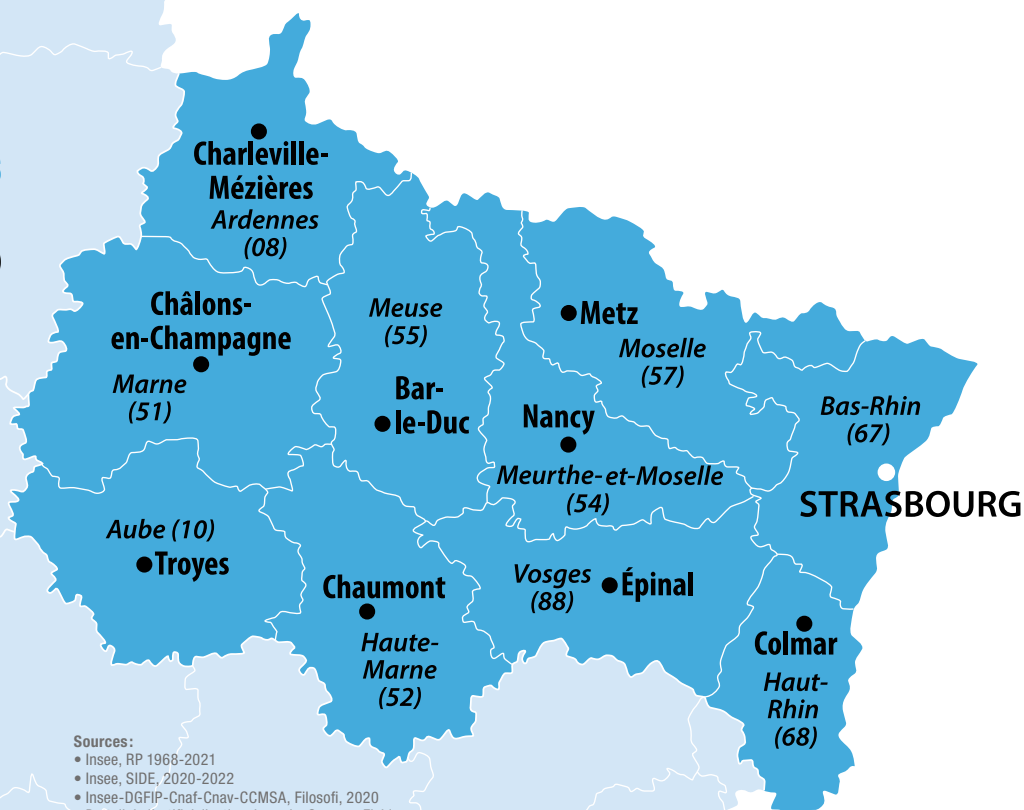 Charleville-
Mézières
Ardennes
(08)
Châlons-
en-Champagne
Marne
(51)
Meuse
(55)
Bar-
le-Duc
Metz
Moselle
(57)
Nancy
Meurthe-et-Moselle
(54)
Bas-Rhin
(67)
STRASBOURG
Aube (10)
Troyes
Chaumont
Haute-
Marne
(52)
Vosges
(88)
Épinal
Colmar
Haut-
Rhin
(68)
Sources:
• Insee, RP 1968-2021
• Insee, SIDE, 2020-2022
• Insee-DGFIP-Cnaf-Cnav-CCMSA, Filosofi, 2020